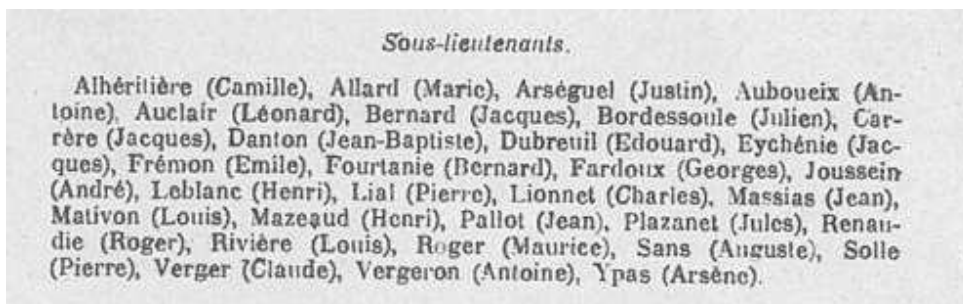 Sous-lieutenants.
Alhéritière (Camille), Allard (Marie), Arséguel (Justin), Auboueix (An-
toine), Auclair (Léonard), Bernard (Jacques), Bordessoule (Julien), Car-
rère (Jacques), Danton (Jean-Baptiste), Dubreuil (Edouard), Eychénie (Jac-
ques), Frémon (Emile), Fourtanie (Bernard), Fardoux (Georges), Joussein
(André), Leblanc (Henri), Lial (Pierre), Lionnet (Charles), Massias (Jean),
Mativon (Louis), Mazeaud (Henri), Pallot (Jean), Plazanet (Jules), Renau-
die (Roger), Rivière (Louis), Roger (Maurice), Sans (Auguste), Solle
(Pierre), Verger (Claude), Vergeron (Antoine), Ypas (Arsène).